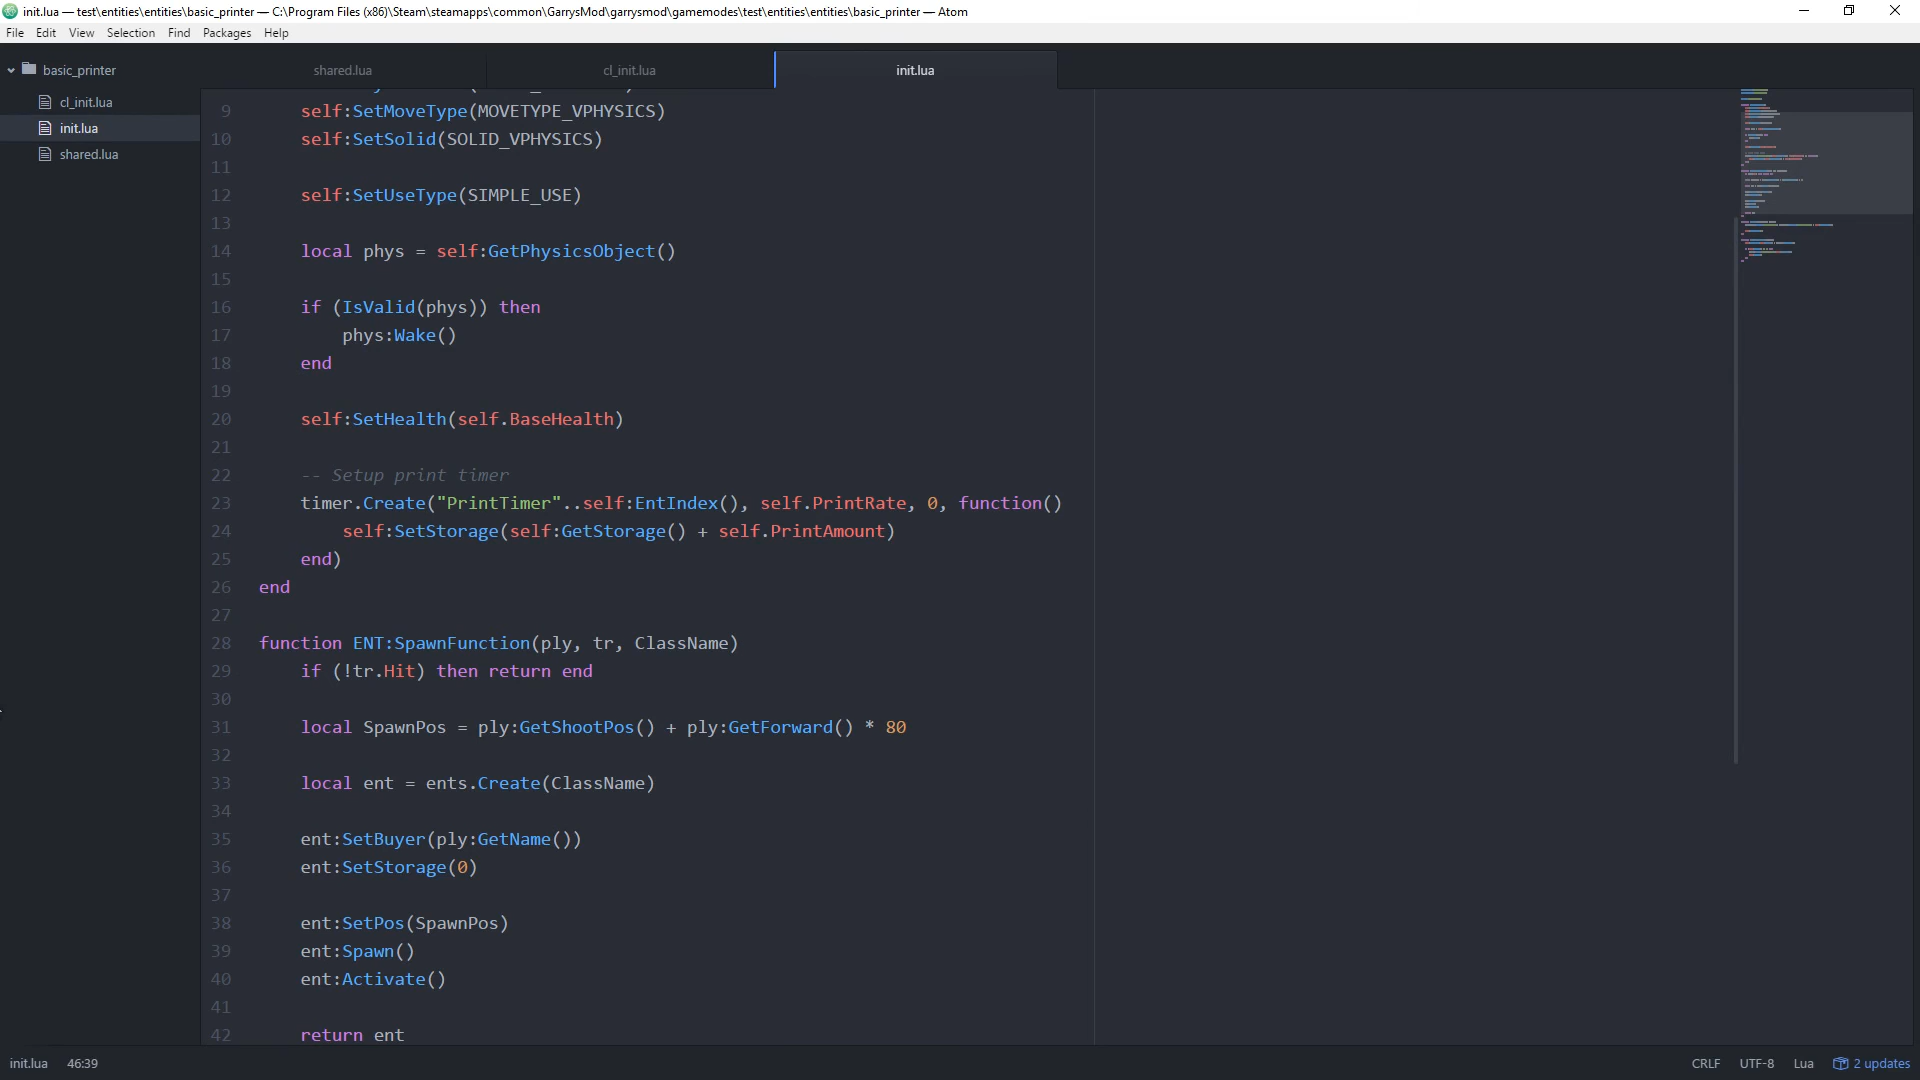 init.lua — test\entities\entities\basic_printer — C:\Program Files (x86)\Steam\steamapps\common\GarrysMod\garrysmod\gamemodes\test\entities\entities\basic_printer — Atom
File Edit View Selection Find Packages Help
basic_printer
cl_init.lua
init.lua
shared.lua
shared.lua cl_init.lua init.lua
9 self:SetMoveType(MOVETYPE_VPHYSICS)
10 self:SetSolid(SOLID_VPHYSICS)
11
12 self:SetUseType(SIMPLE_USE)
13
14 local phys = self:GetPhysicsObject()
15
16 if (IsValid(phys)) then
17 phys:Wake()
18 end
19
20 self:SetHealth(self.BaseHealth)
21
22 -- Setup print timer
23 timer.Create("PrintTimer"..self:EntIndex(), self.PrintRate, 0, function()
24 self:SetStorage(self:GetStorage() + self.PrintAmount)
25 end)
26 end
27
28 function ENT:SpawnFunction(ply, tr, ClassName)
29 if (!tr.Hit) then return end
30
31 local SpawnPos = ply:GetShootPos() + ply:GetForward() * 80
32
33 local ent = ents.Create(ClassName)
34
35 ent:SetBuyer(ply:GetName())
36 ent:SetStorage(0)
37
38 ent:SetPos(SpawnPos)
39 ent:Spawn()
40 ent:Activate()
41
42 return ent
init.lua 46:39 CRLF UTF-8 Lua 2 updates